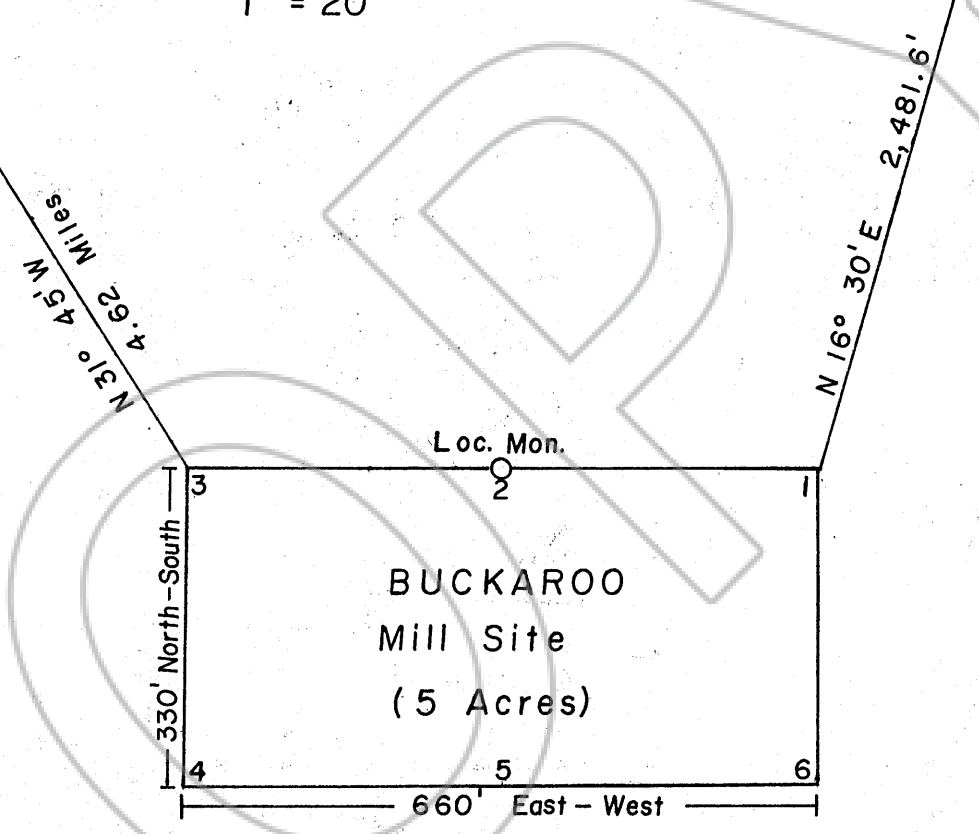 1" = 20
2,481.6'
N 16° 30' E
4.62 Miles
N 31° 45' W
Loc. Mon.
3
2
1
330' North-South
BUCKAROO
Mill Site
(5 Acres)
4
5
6
660' East-West